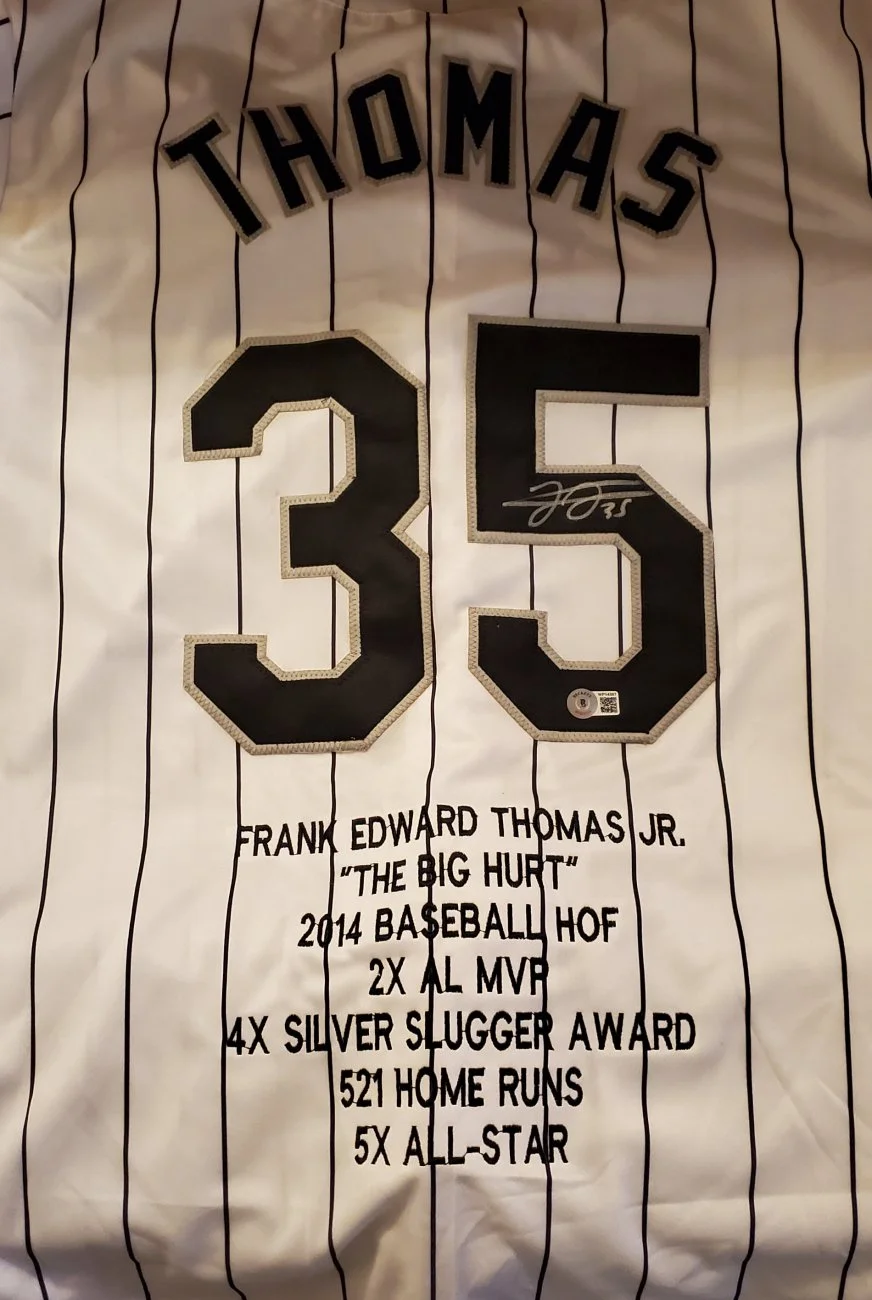 THOMAS
35
35
FRANK EDWARD THOMAS JR.
"THE BIG HURT"
2014 BASEBALL HOF
2X AL MVP
4X SILVER SLUGGER AWARD
521 HOME RUNS
5X ALL-STAR